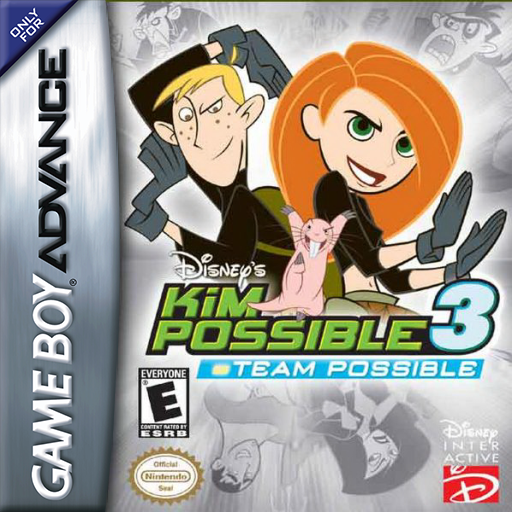 ONLY
FOR
GAME BOY ADVANCE
Disney's
Kim
Possible 3
Team Possible
EVERYONE
E
CONTENT RATED BY
ESRB
Official
Nintendo
Seal
Disney
INTER
ACTIVE
D